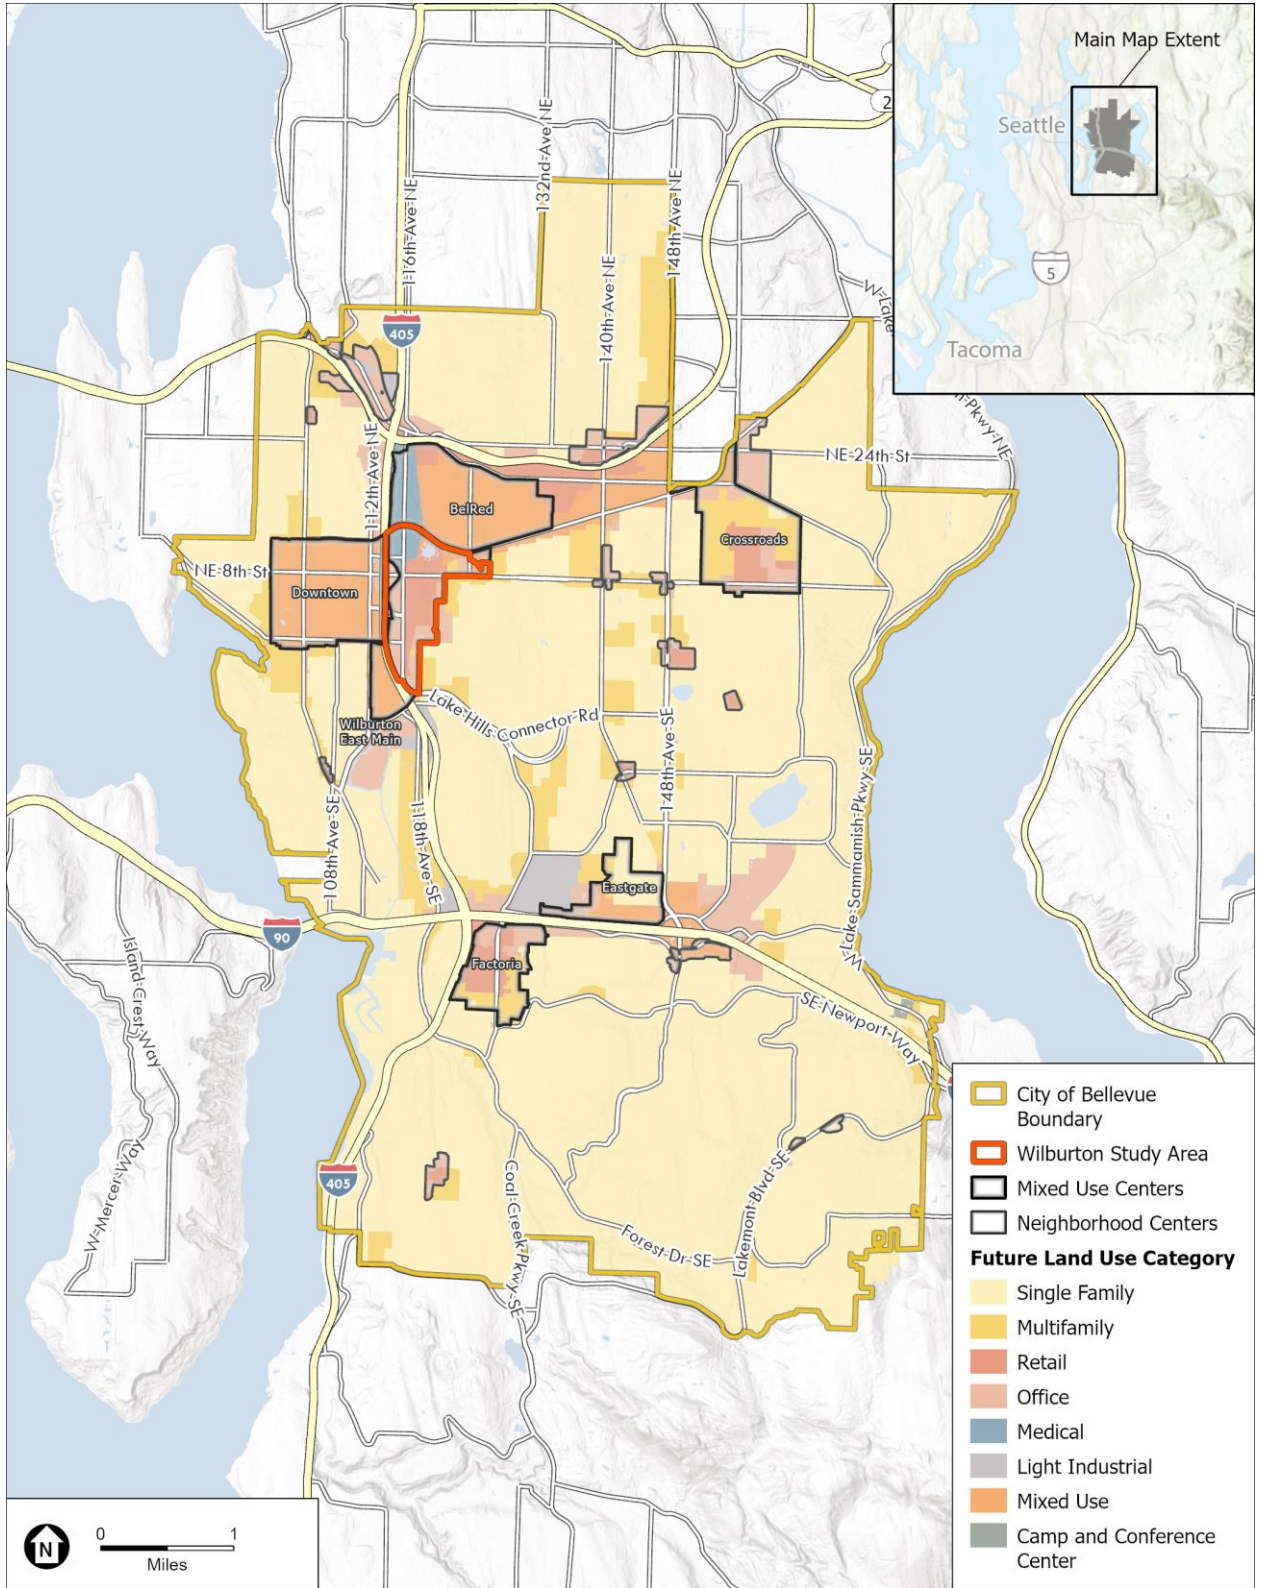 Main Map Extent
Seattle
5
Tacoma
2
132nd-Ave-NE
116th-Ave-NE
148th-Ave-NE
140th-Ave-NE
W-Lake
405
m-Pkwy-NE
NE-24th-St
112th-Ave-NE
BelRed
Crossroads
NE-8th-St
Downtown
Lake-Hills-Connector-Rd
Wilburton
East Main
148th-Ave-SE
W-Lake-Sammamish-Pkwy-SE
108th-Ave-SE
118th-Ave-SE
Eastgate
90
Factoria
Island-Crest-Way
SE-Newport-Way
W-Mercer-Way
405
Coal-Creek-Pkwy-SE
Forest-Dr-SE
Lakemont-Blvd-SE
City of Bellevue
Boundary
Wilburton Study Area
Mixed Use Centers
Neighborhood Centers
Future Land Use Category
Single Family
Multifamily
Retail
Office
Medical
Light Industrial
Mixed Use
Camp and Conference
Center
N
0 1
Miles